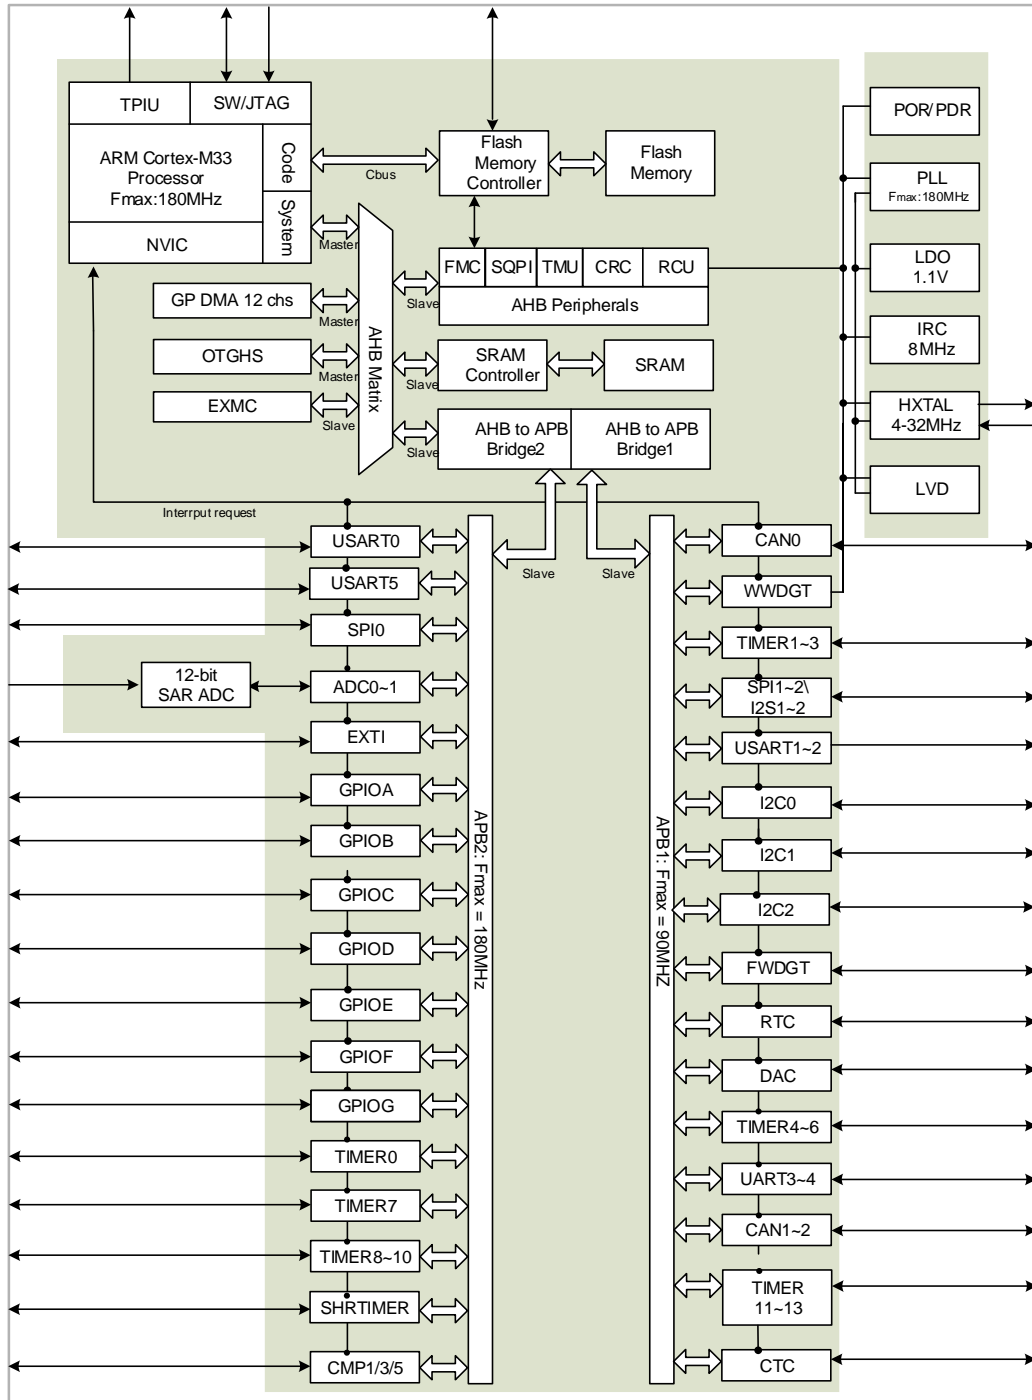 TPIU
SW/JTAG
ARM Cortex-M33
Processor
Fmax:180MHz
Code
System
NVIC
Cbus
Flash
Memory
Controller
Flash
Memory
POR/PDR
PLL
Fmax:180MHz
LDO
1.1V
IRC
8MHz
HXTAL
4-32MHz
LVD
Master
GP DMA 12 chs
Master
OTGHS
Master
EXMC
Slave
AHB Matrix
Slave
FMC
SQPI
TMU
CRC
RCU
AHB Peripherals
Slave
SRAM
Controller
SRAM
Slave
AHB to APB
Bridge2
AHB to APB
Bridge1
Interrput request
Slave
Slave
USART0
USART5
SPI0
12-bit
SAR ADC
ADC0~1
EXTI
GPIOA
GPIOB
GPIOC
GPIOD
GPIOE
GPIOF
GPIOG
TIMER0
TIMER7
TIMER8~10
SHRTIMER
CMP1/3/5
APB2: Fmax = 180MHz
APB1: Fmax = 90MHZ
CAN0
WWDGT
TIMER1~3
SPI1~2\
I2S1~2
USART1~2
I2C0
I2C1
I2C2
FWDGT
RTC
DAC
TIMER4~6
UART3~4
CAN1~2
TIMER
11~13
CTC